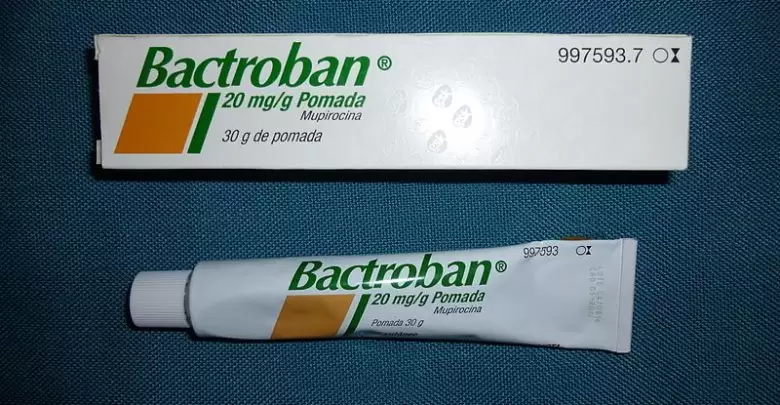 Bactroban®
20 mg/g Pomada
Mupirocina
30 g de pomada
997593.7
Bactroban®
20 mg/g Pomada
Mupirocina
Pomada 30 g
997593